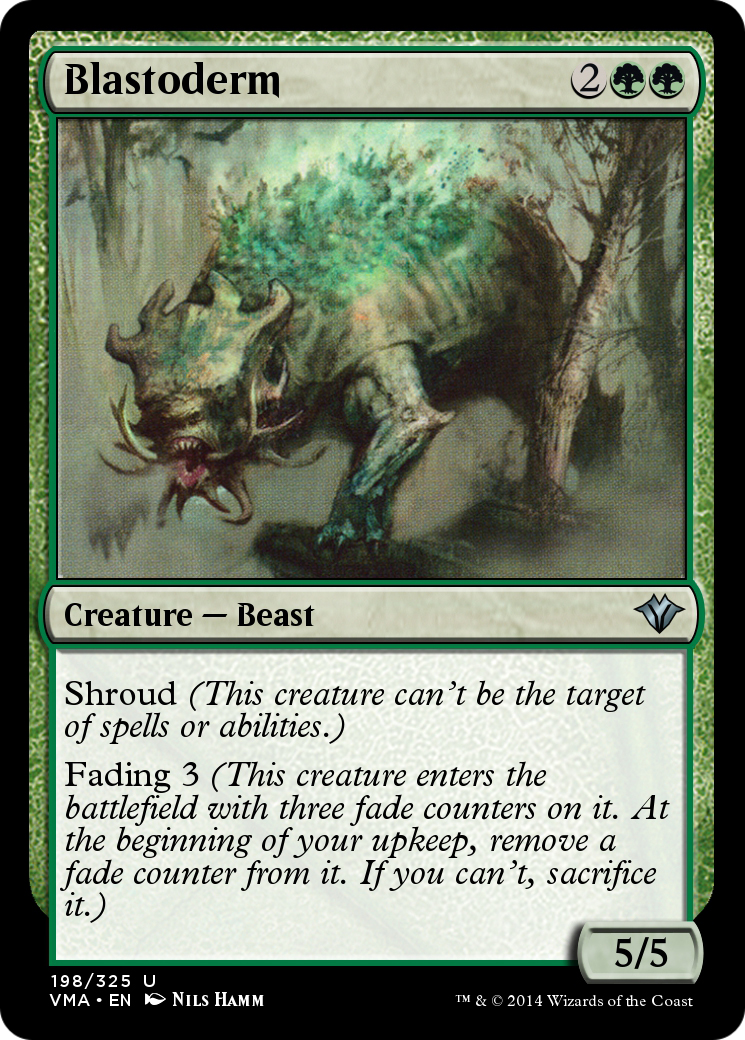 Blastoderm 2
Creature — Beast
Shroud (This creature can't be the target
of spells or abilities.)
Fading 3 (This creature enters the
battlefield with three fade counters on it. At
the beginning of your upkeep, remove a
fade counter from it. If you can't, sacrifice
it.)
5/5
198/325 U
VMA • EN Nils Hamm
™ & © 2014 Wizards of the Coast